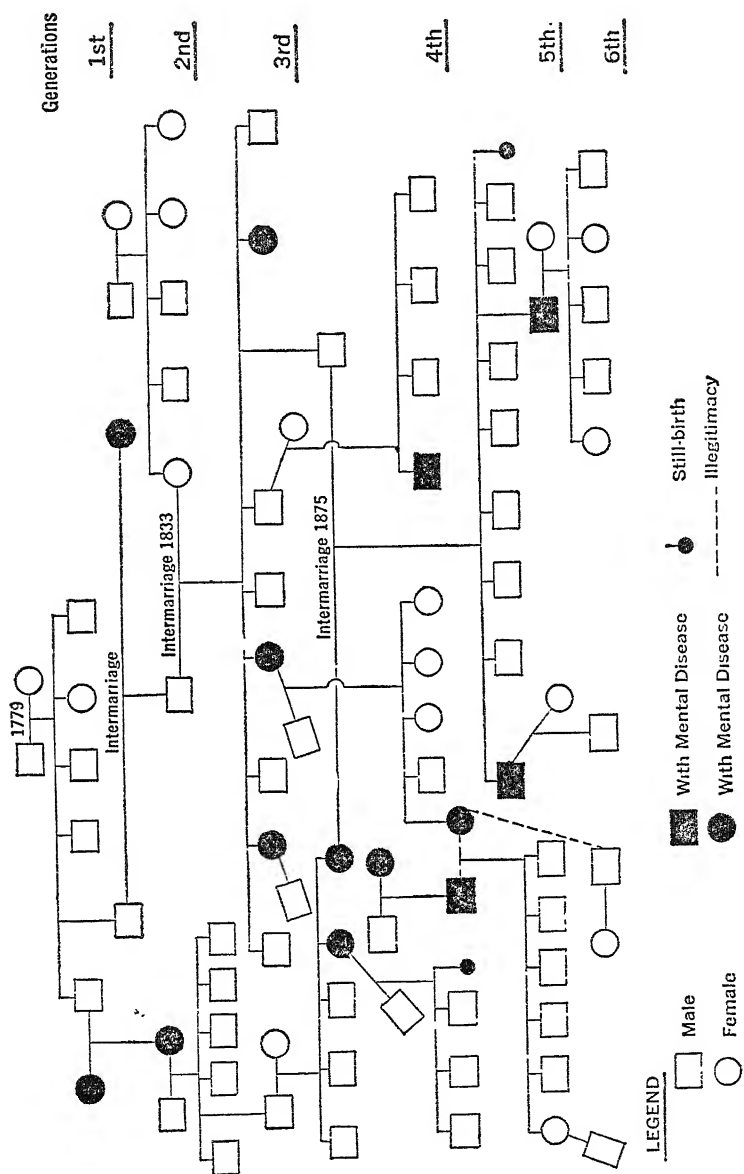 Generations
1st
2nd
3rd
4th
5th.
6th
1779
Intermarriage
Intermarriage 1833
Intermarriage 1875
LEGEND
Male
Female
With Mental Disease
With Mental Disease
Still-birth
Illegitimacy